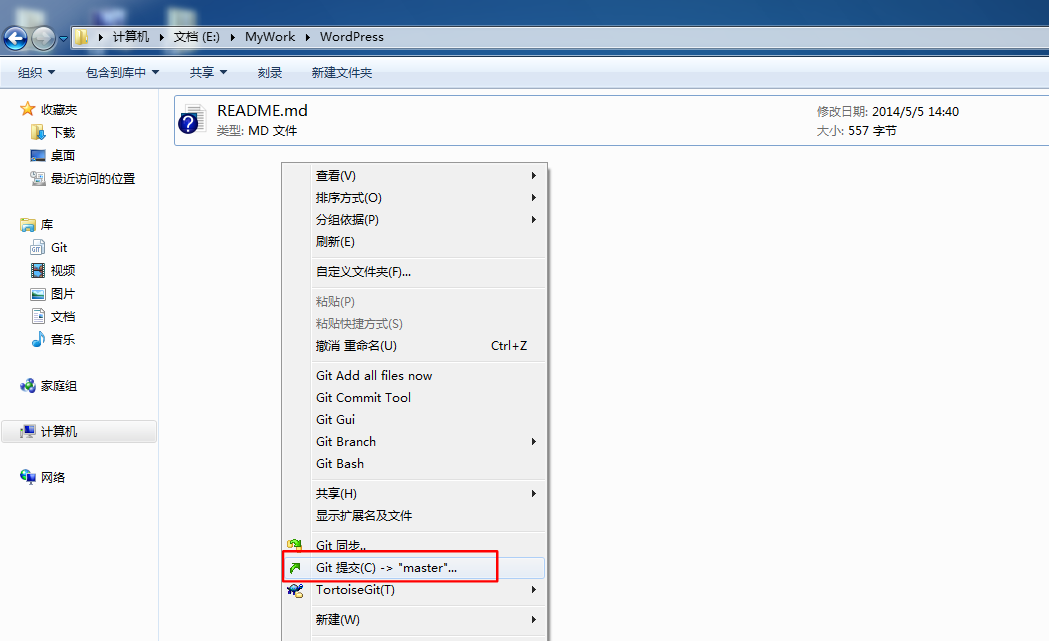 计算机 文档 (E:) MyWork WordPress
组织 包含到库中 共享 刻录 新建文件夹
收藏夹
下载
桌面
最近访问的位置
库
Git
视频
图片
文档
音乐
家庭组
计算机
网络
README.md
类型: MD 文件
修改日期: 2014/5/5 14:40
大小: 557 字节
查看(V)
排序方式(O)
分组依据(P)
刷新(E)
自定义文件夹(F)...
粘贴(P)
粘贴快捷方式(S)
撤消 重命名(U) Ctrl+Z
Git Add all files now
Git Commit Tool
Git Gui
Git Branch
Git Bash
共享(H)
显示扩展名及文件
Git 同步..
Git 提交(C) -> "master"...
TortoiseGit(T)
新建(W)